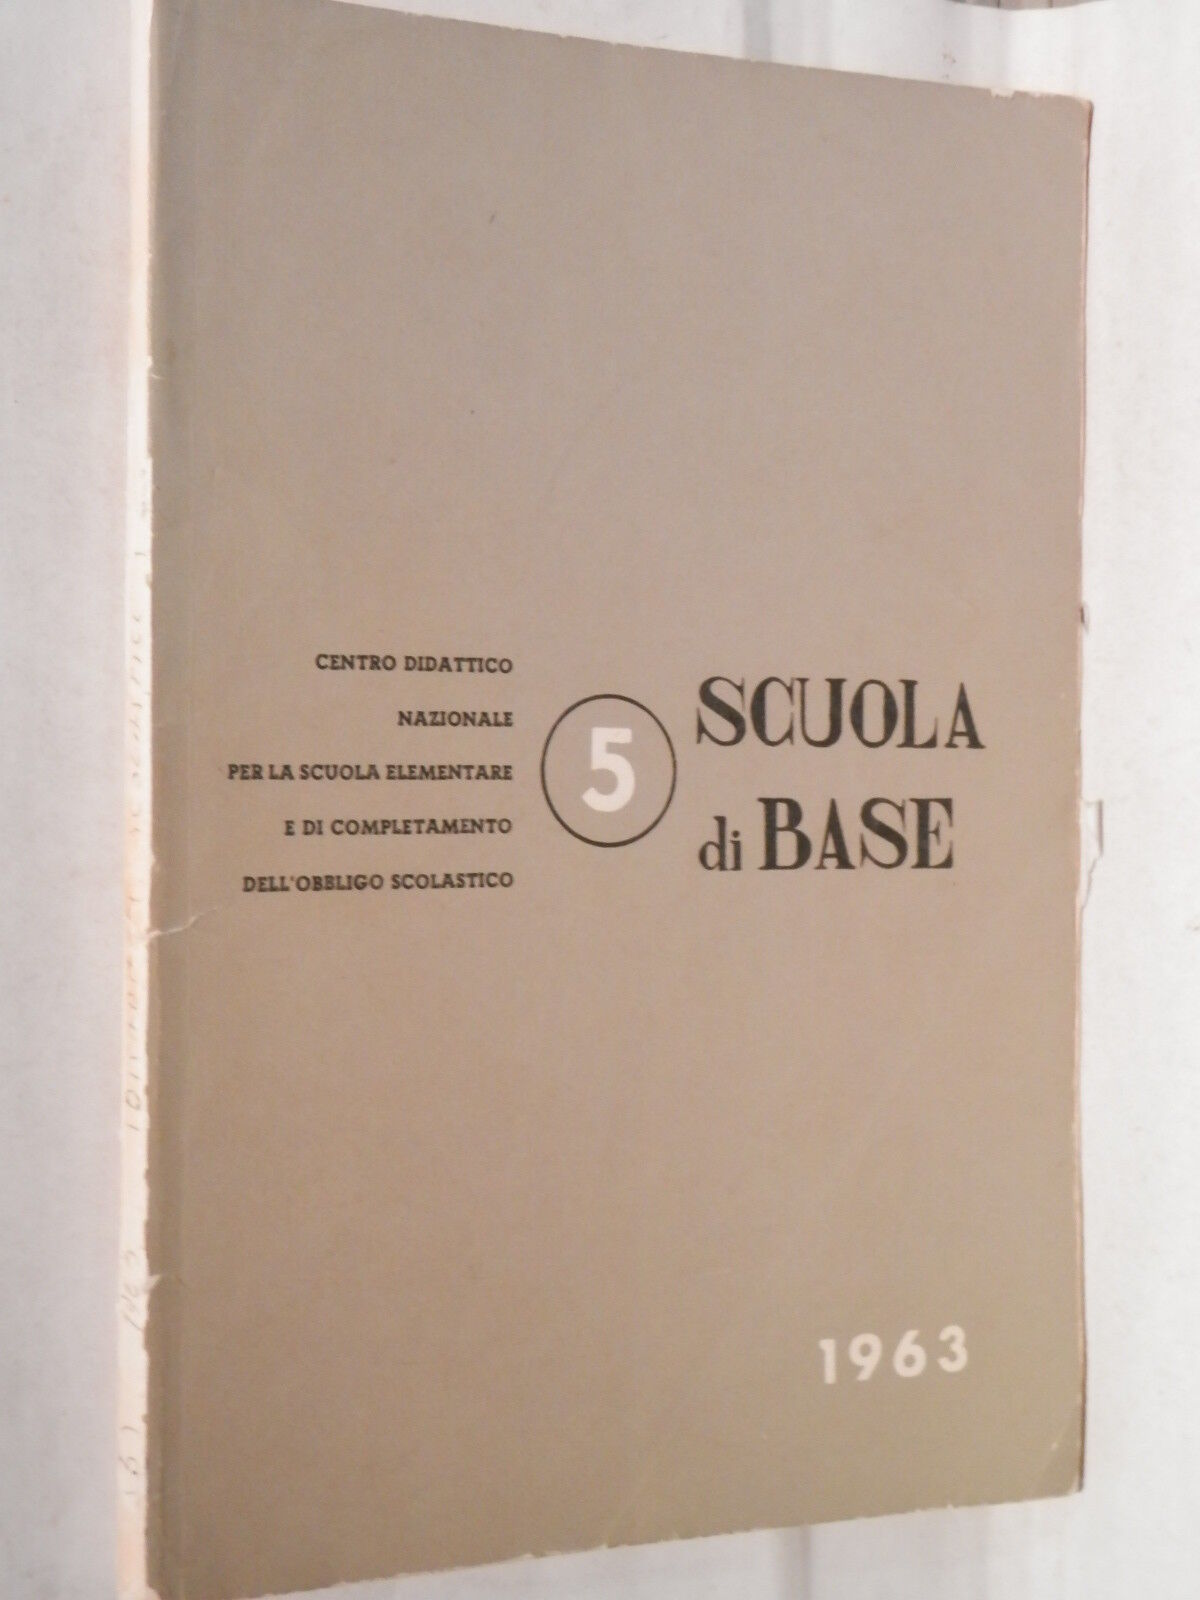 CENTRO DIDATTICO
NAZIONALE
PER LA SCUOLA ELEMENTARE
E DI COMPLETAMENTO
DELL'OBBLIGO SCOLASTICO
5
SCUOLA
di BASE
1963